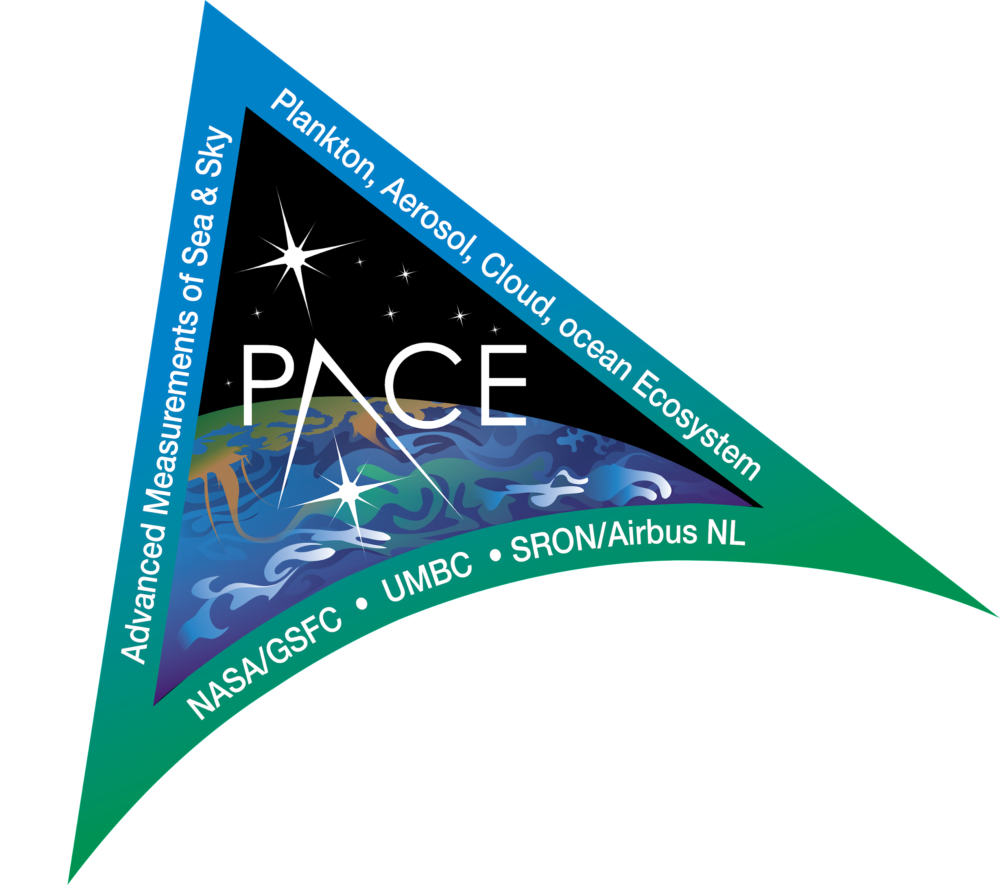 Advanced Measurements of Sea & Sky
Plankton, Aerosol, Cloud, ocean Ecosystem
PACE
NASA/GSFC • UMBC • SRON/Airbus NL